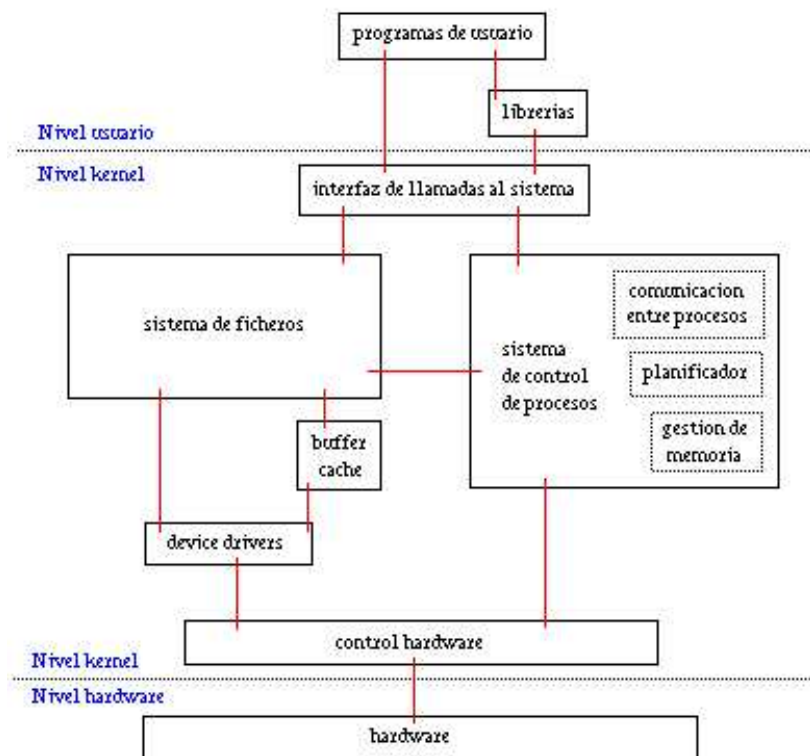 programas de usuario
librerias
Nivel usuario
Nivel kernel
interfaz de llamadas al sistema
sistema de ficheros
comunicacion
entre procesos
sistema
de control
de procesos
planificador
gestion de
memoria
buffer
cache
device drivers
control hardware
Nivel kernel
Nivel hardware
hardware